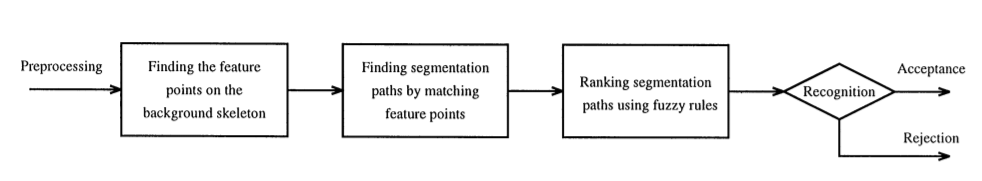 Preprocessing
Finding the feature
points on the
background skeleton
Finding segmentation
paths by matching
feature points
Ranking segmentation
paths using fuzzy rules
Recognition
Acceptance
Rejection